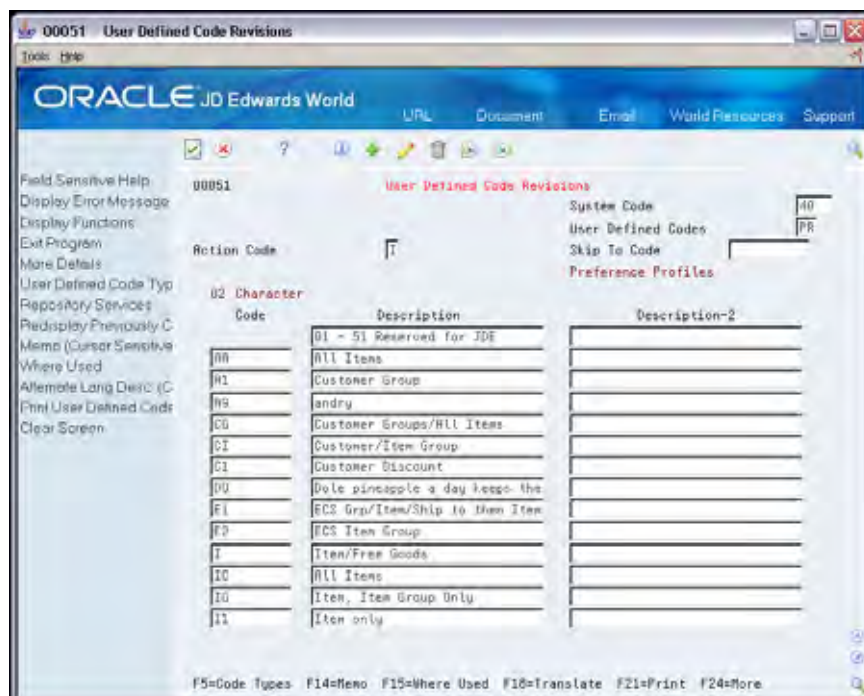 00051 User Defined Code Revisions
Tools Help
ORACLE JD Edwards World
URL Document Email World Resources Support
Field Sensitive Help
Display Error Message
Display Functions
Exit Program
More Details
User Defined Code Typ
Repository Services
Redisplay Previously C
Memo (Cursor Sensitive
Where Used
Alternate Lang Desc (C
Print User Defined Code
Clear Screen
00051 User Defined Code Revisions
System Code 40
User Defined Codes PR
Action Code I Skip To Code
Preference Profiles
02 Character
Code Description Description-2
01 - 51 Reserved for JDE
All Items
A1 Customer Group
A9 andry
CG Customer Groups/All Items
CI Customer/Item Group
C1 Customer Discount
Dole pineapple a day keeps the
E1 ECS Grp/Item/Ship to then Item
E2 ECS Item Group
I Item/Free Goods
All Items
IG Item, Item Group Only
I1 Item only
F5=Code Types F14=Memo F15=Where Used F18=Translate F21=Print F24=More